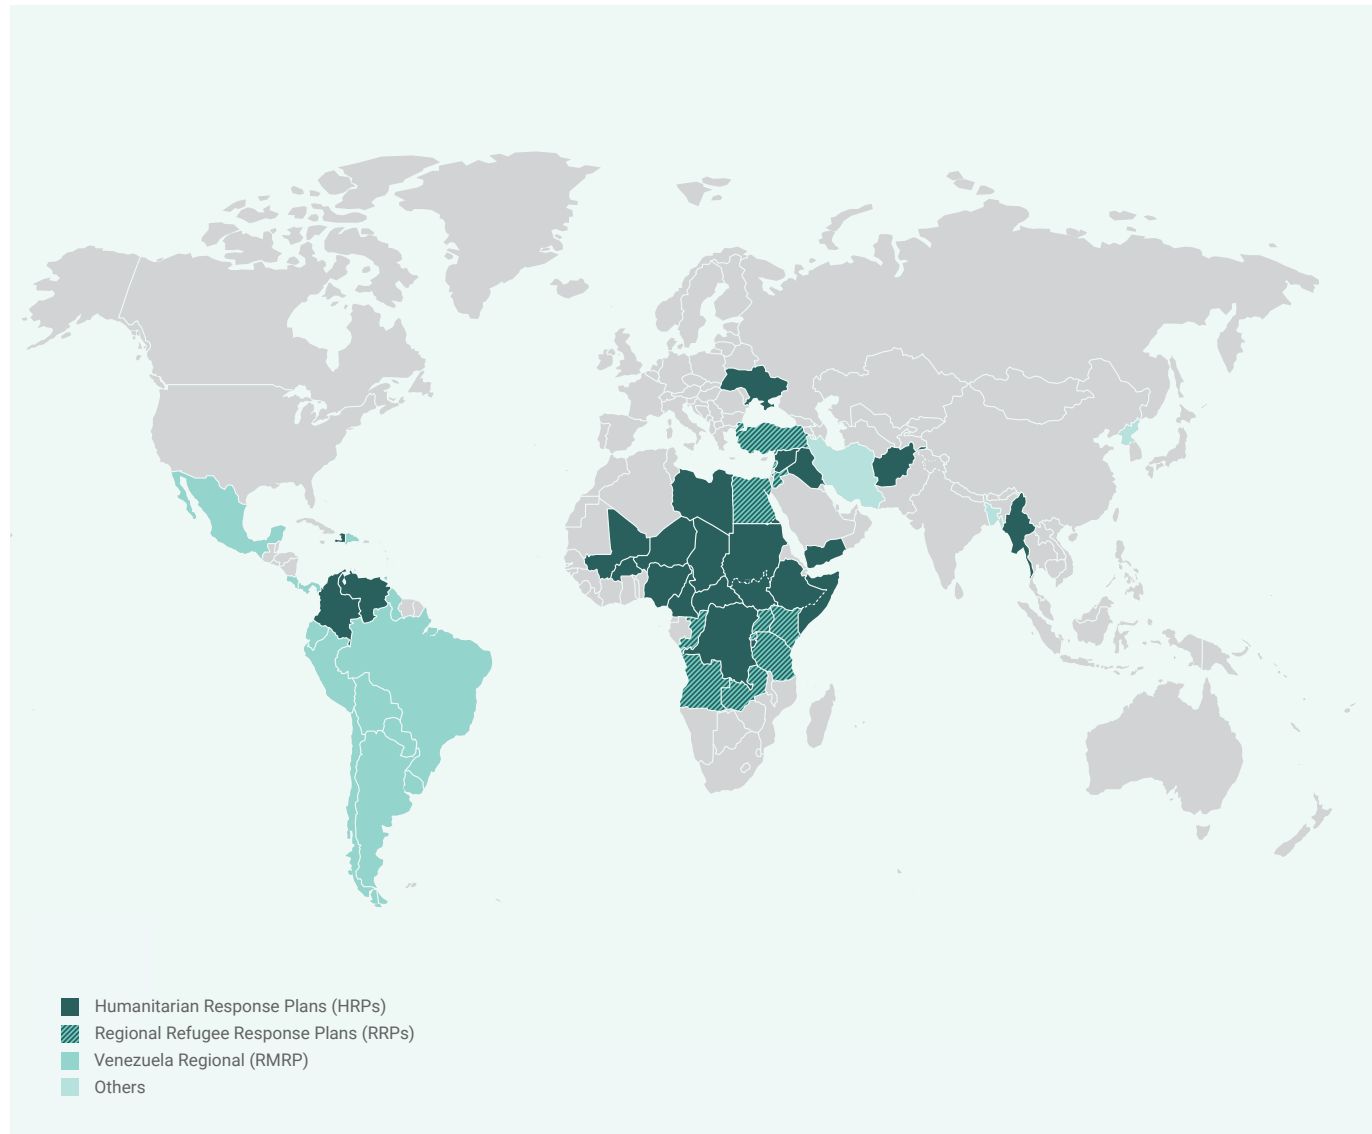 Humanitarian Response Plans (HRPs)
Regional Refugee Response Plans (RRPs)
Venezuela Regional (RMRP)
Others